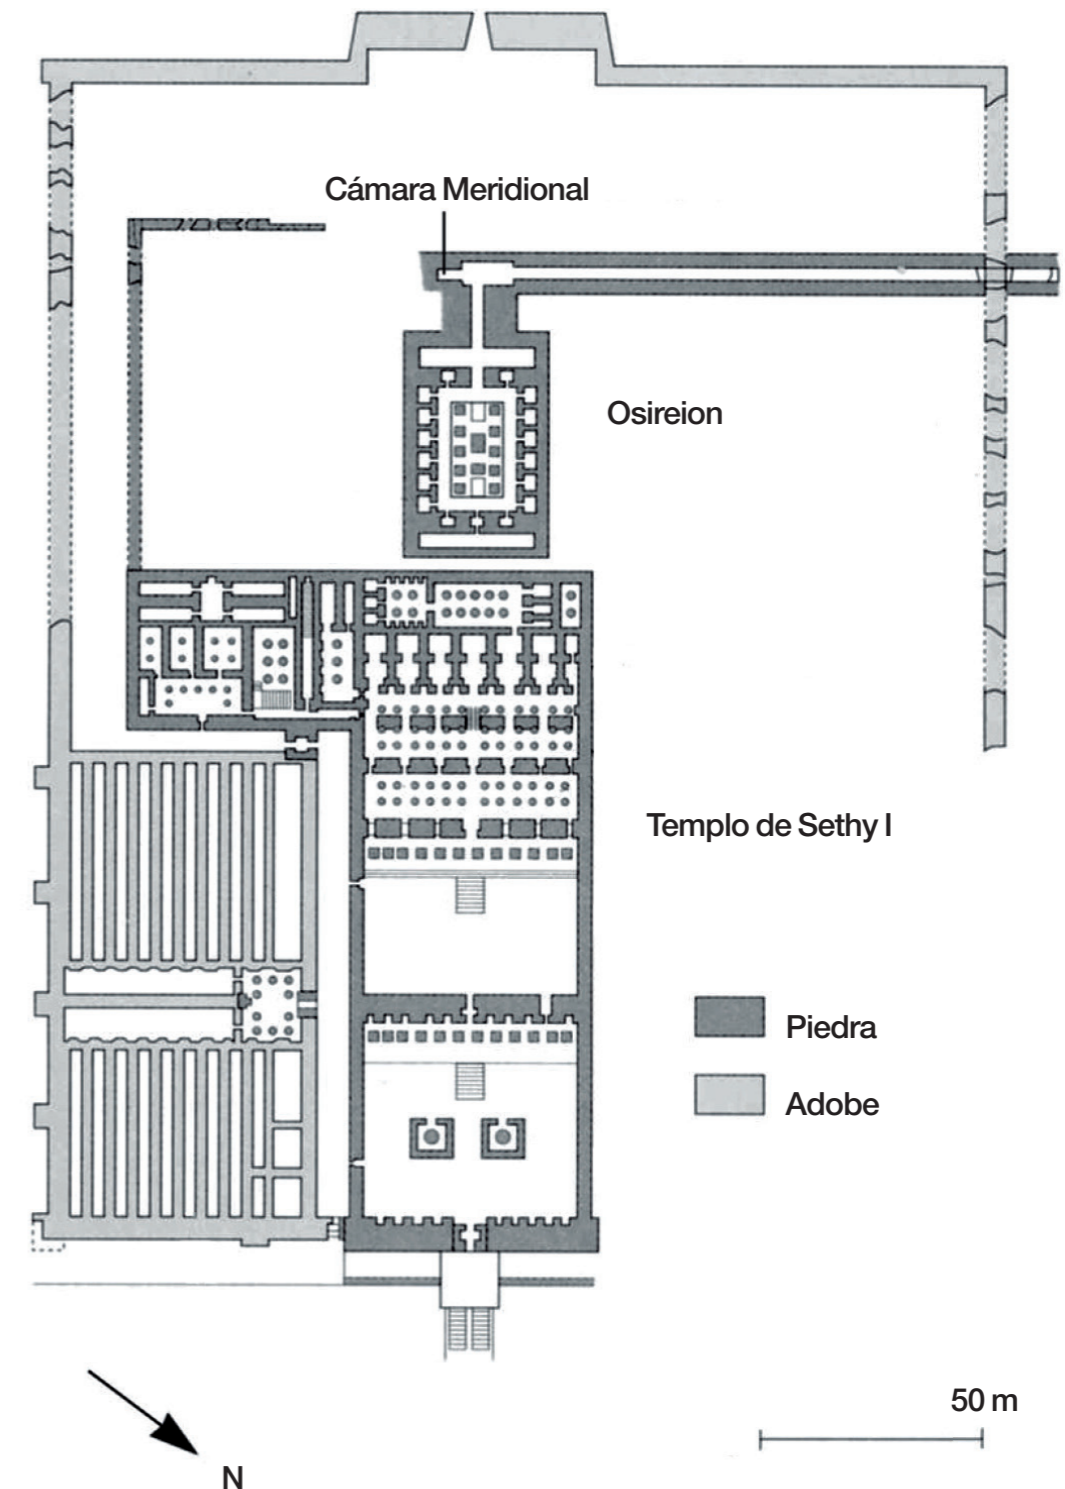 Cámara Meridional
Osireion
Templo de Sethy I
Piedra
Adobe
50 m
N